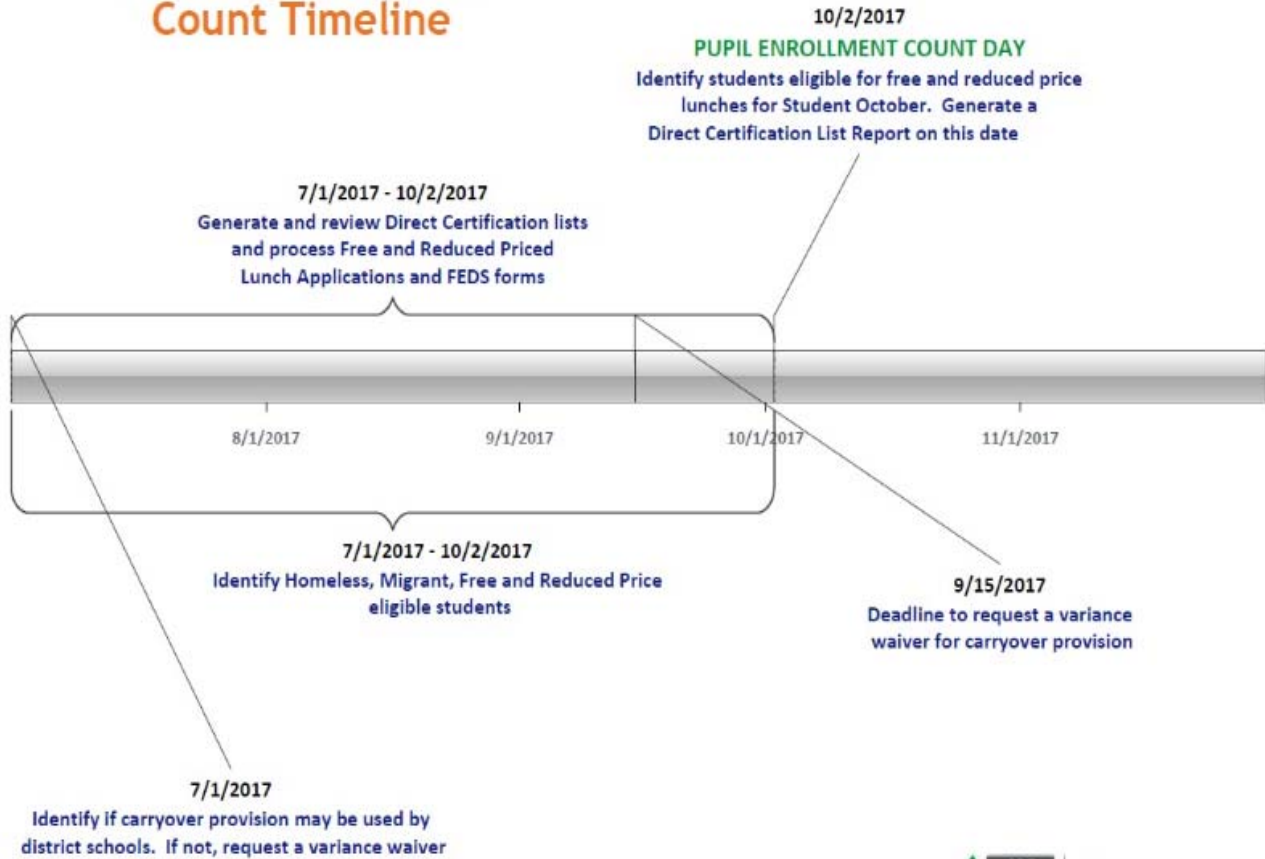 Count Timeline
10/2/2017
PUPIL ENROLLMENT COUNT DAY
Identify students eligible for free and reduced price
lunches for Student October. Generate a
Direct Certification List Report on this date
7/1/2017 - 10/2/2017
Generate and review Direct Certification lists
and process Free and Reduced Priced
Lunch Applications and FEDS forms
8/1/2017
9/1/2017
10/1/2017
11/1/2017
7/1/2017 - 10/2/2017
Identify Homeless, Migrant, Free and Reduced Price
eligible students
9/15/2017
Deadline to request a variance
waiver for carryover provision
7/1/2017
Identify if carryover provision may be used by
district schools. If not, request a variance waiver